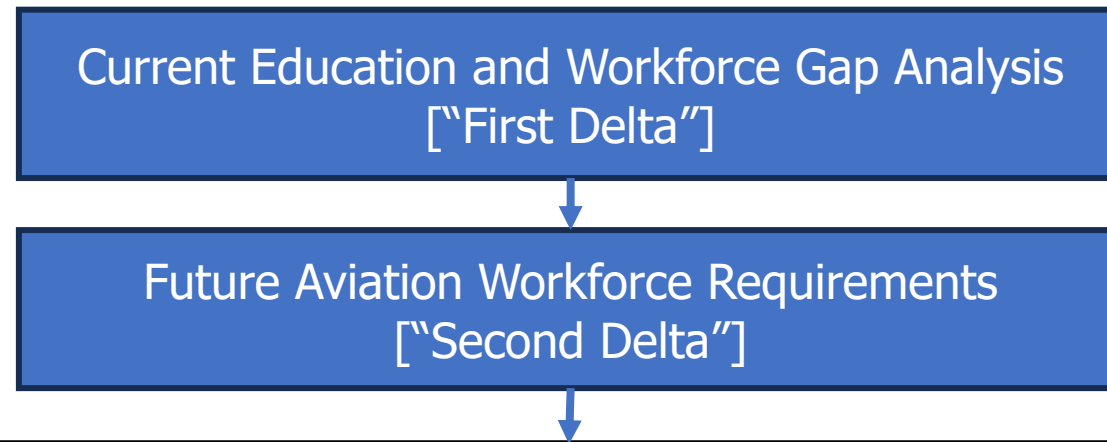 Current Education and Workforce Gap Analysis
[“First Delta”]
Future Aviation Workforce Requirements
[“Second Delta”]